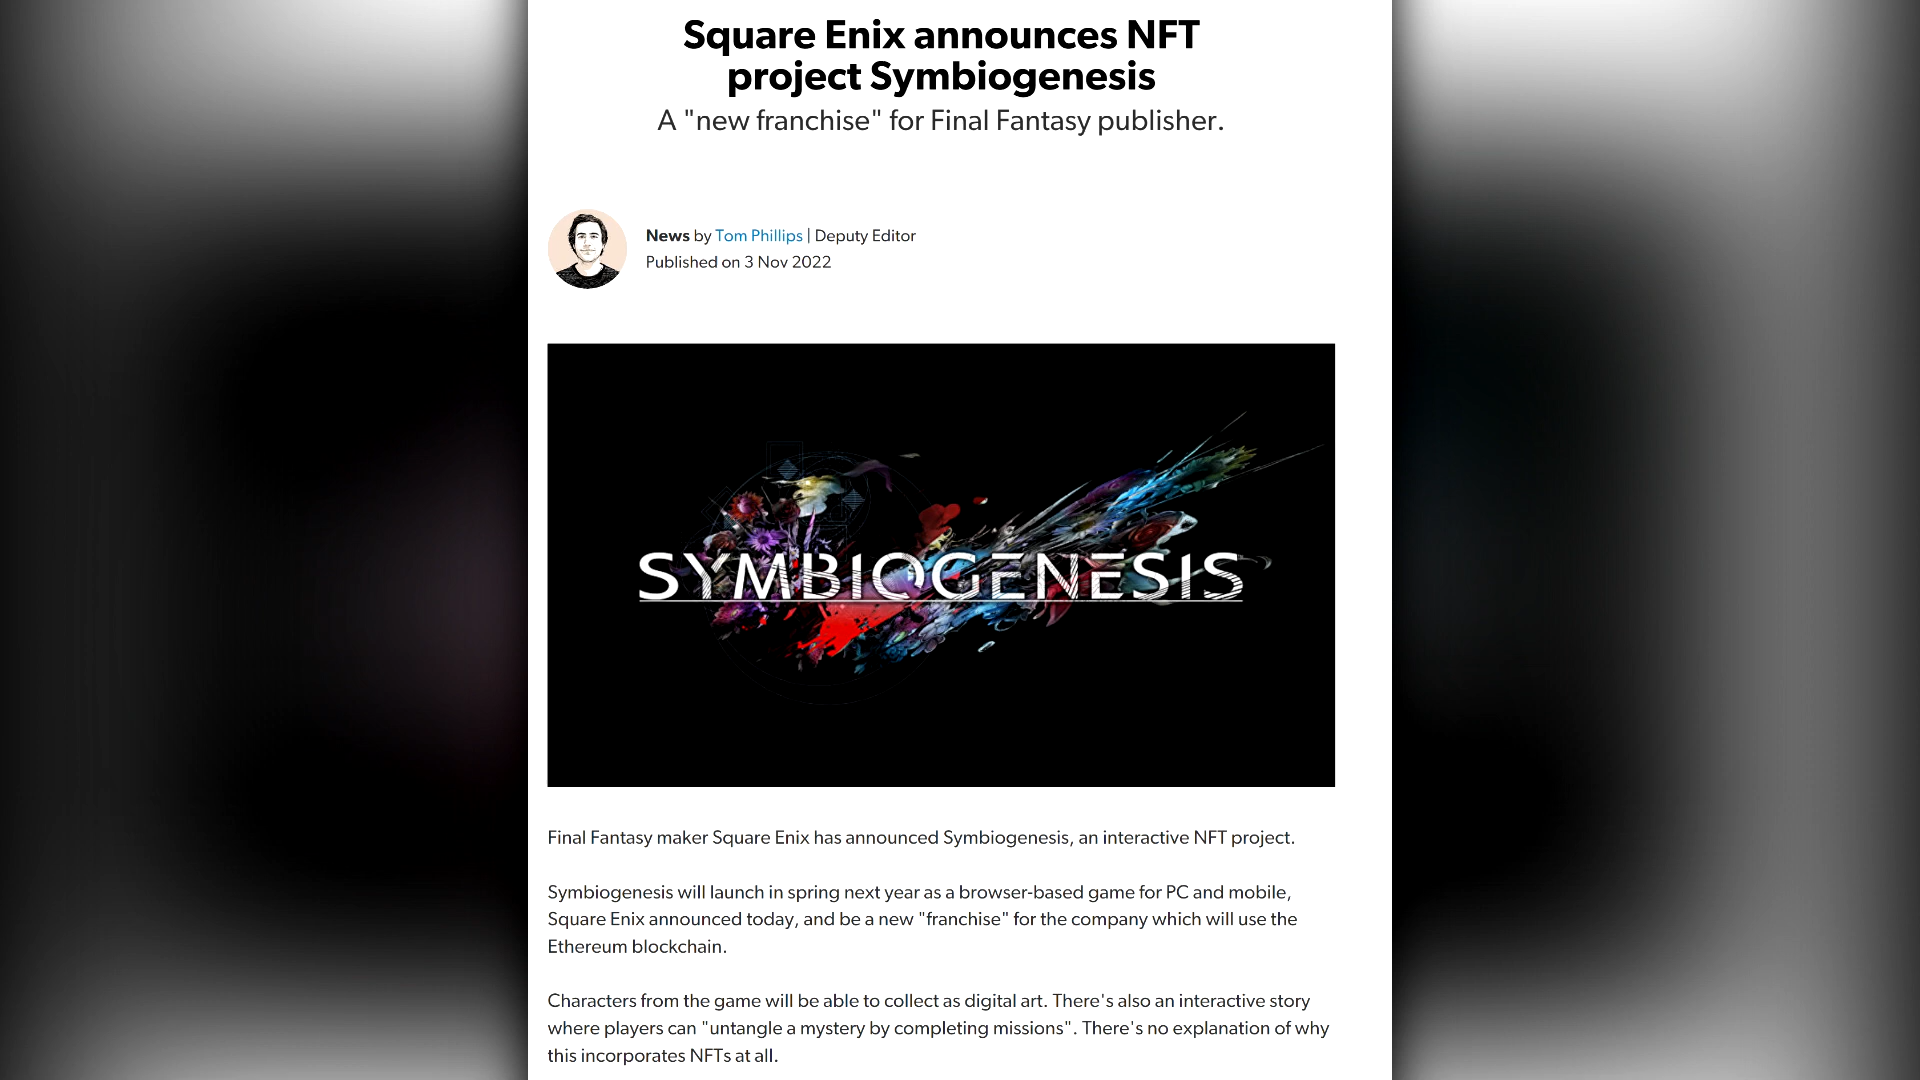 Square Enix announces NFT
project Symbiogenesis
A "new franchise" for Final Fantasy publisher.
News by Tom Phillips | Deputy Editor
Published on 3 Nov 2022
SYMBIOGENESIS
Final Fantasy maker Square Enix has announced Symbiogenesis, an interactive NFT project.
Symbiogenesis will launch in spring next year as a browser-based game for PC and mobile,
Square Enix announced today, and be a new "franchise" for the company which will use the
Ethereum blockchain.
Characters from the game will be able to collect as digital art. There's also an interactive story
where players can "untangle a mystery by completing missions". There's no explanation of why
this incorporates NFTs at all.